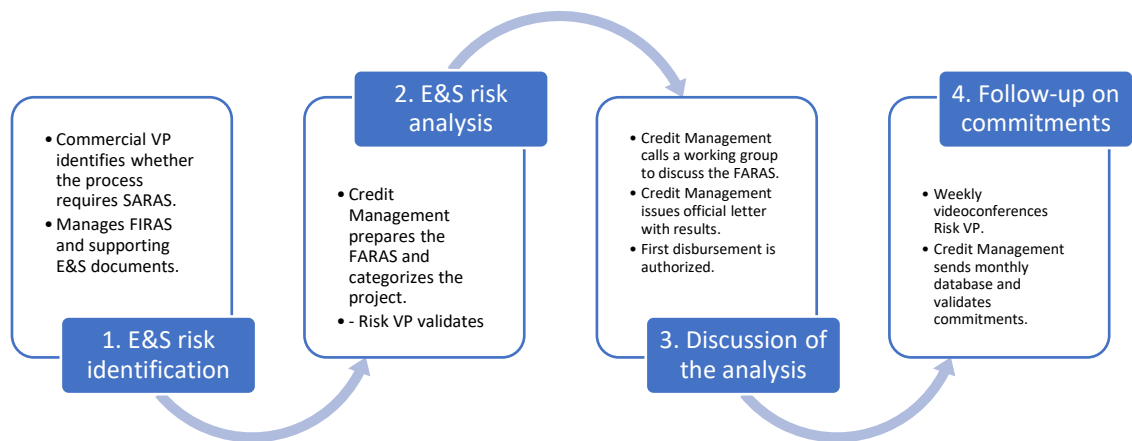 • Commercial VP
identifies whether
the process
requires SARAS.
• Manages FIRAS
and supporting
E&S documents.
1. E&S risk
identification
2. E&S risk
analysis
• Credit
Management
prepares the
FARAS and
categorizes the
project.
• - Risk VP validates
• Credit Management
calls a working group
to discuss the FARAS.
• Credit Management
issues official letter
with results.
• First disbursement is
authorized.
3. Discussion of
the analysis
4. Follow-up on
commitments
• Weekly
videoconferences
Risk VP.
• Credit Management
sends monthly
database and
validates
commitments.